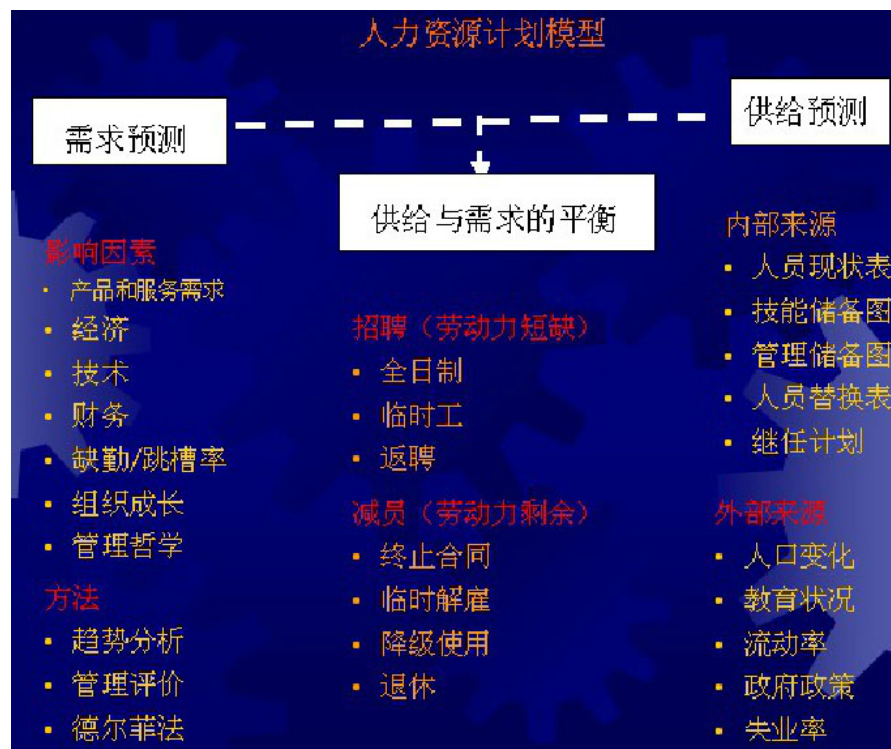 人力资源计划模型
需求预测
供给预测
供给与需求的平衡
影响因素
· 产品和服务需求
· 经济
· 技术
· 财务
· 缺勤/跳槽率
· 组织成长
· 管理哲学
方法
· 趋势分析
· 管理评价
· 德尔菲法
招聘（劳动力短缺）
· 全日制
· 临时工
· 返聘
减员（劳动力剩余）
· 终止合同
· 临时解雇
· 降级使用
· 退休
内部来源
· 人员现状表
· 技能储备图
· 管理储备图
· 人员替换表
· 继任计划
外部来源
· 人口变化
· 教育状况
· 流动率
· 政府政策
· 失业率